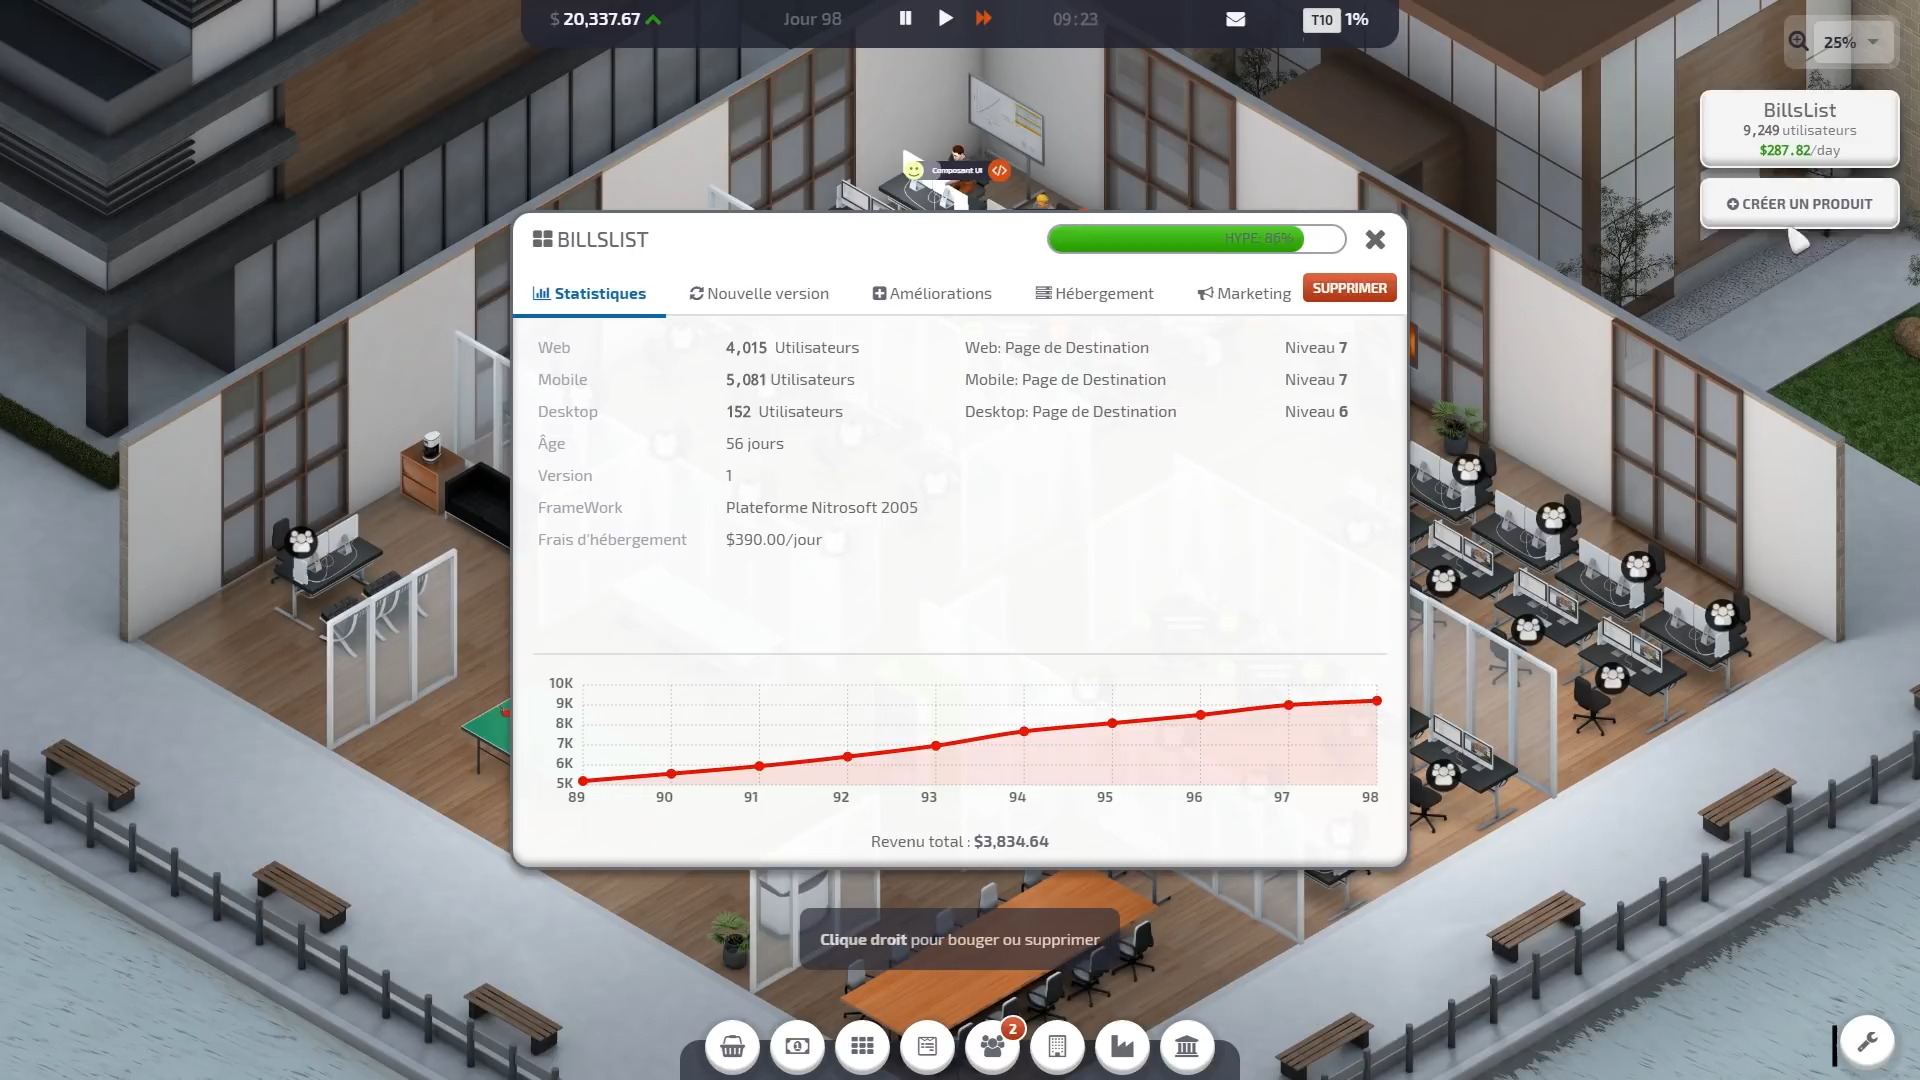 $ 20,337.67
Jour 98
09:23
T10 1%
25%
BillsList
9,249 utilisateurs
$287.82/day
CRÉER UN PRODUIT
Composant UI
BILLSLIST
HYPE: 86%
Statistiques
Nouvelle version
Améliorations
Hébergement
Marketing
SUPPRIMER
Web 4,015 Utilisateurs Web: Page de Destination Niveau 7
Mobile 5,081 Utilisateurs Mobile: Page de Destination Niveau 7
Desktop 152 Utilisateurs Desktop: Page de Destination Niveau 6
Âge 56 jours
Version 1
FrameWork Plateforme Nitrosoft 2005
Frais d'hébergement $390.00/jour
10K
9K
8K
7K
6K
5K
89 90 91 92 93 94 95 96 97 98
Revenu total : $3,834.64
Clique droit pour bouger ou supprimer
2